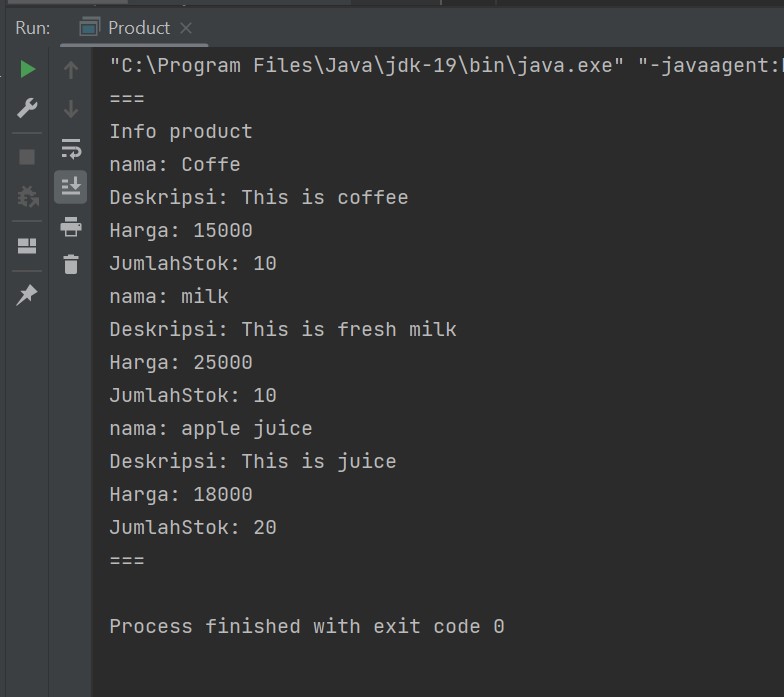 Run:
Product
"C:\Program Files\Java\jdk-19\bin\java.exe" "-javaagent:
===
Info product
nama: Coffe
Deskripsi: This is coffee
Harga: 15000
JumlahStok: 10
nama: milk
Deskripsi: This is fresh milk
Harga: 25000
JumlahStok: 10
nama: apple juice
Deskripsi: This is juice
Harga: 18000
JumlahStok: 20
===
Process finished with exit code 0